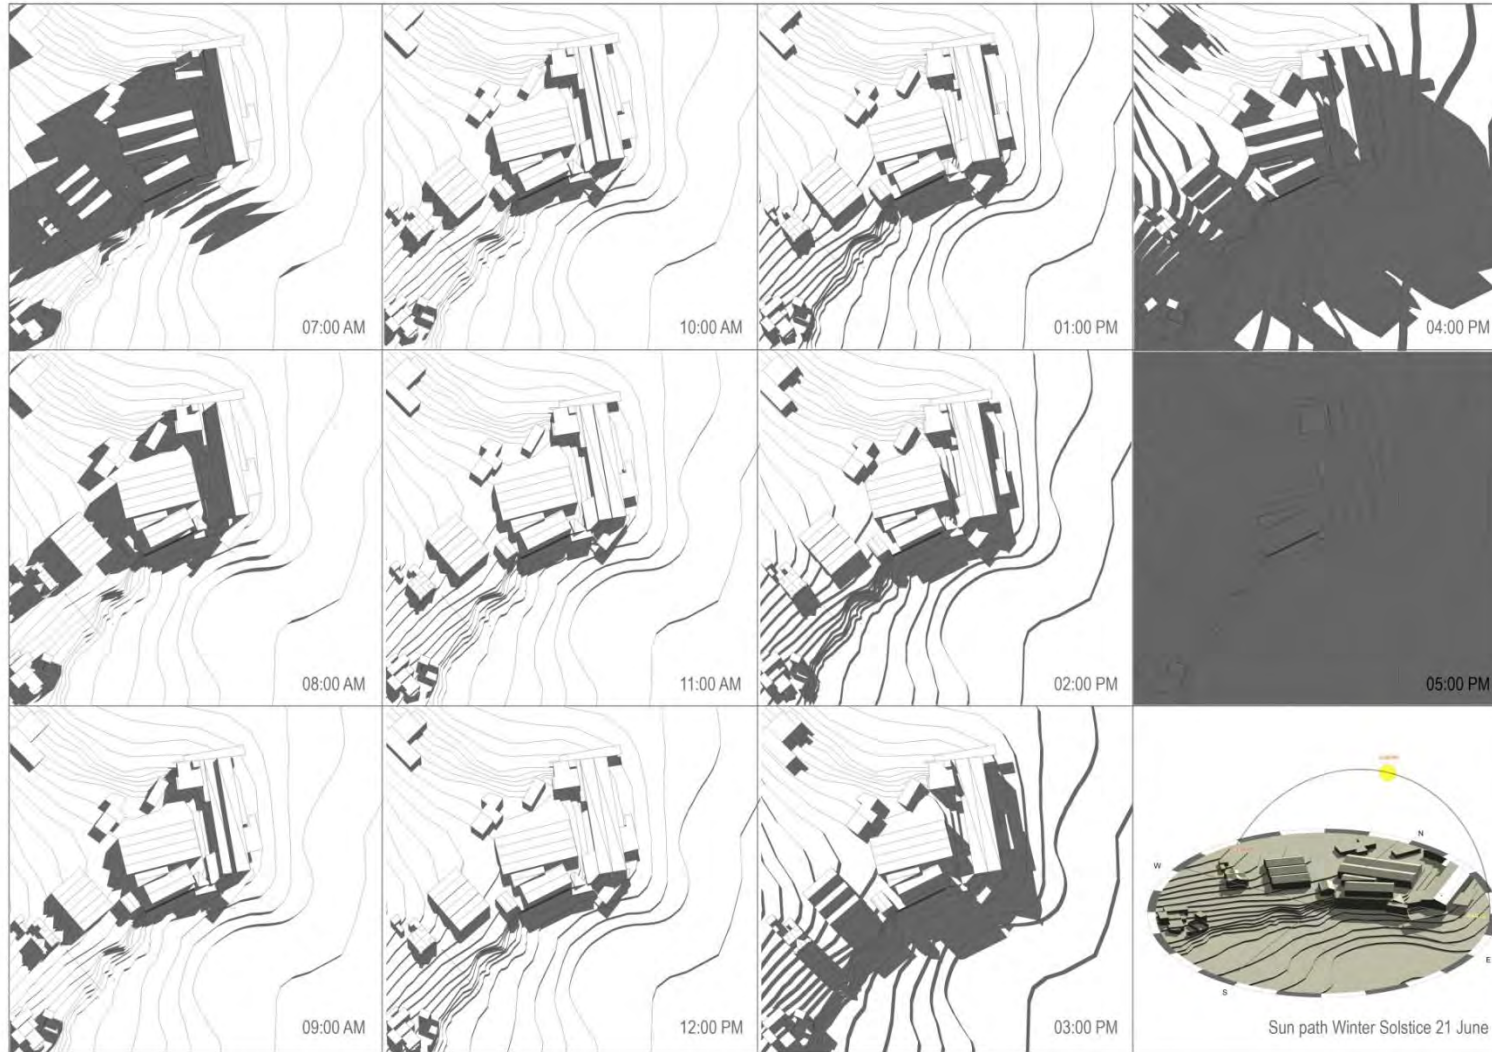 07:00 AM
10:00 AM
01:00 PM
04:00 PM
08:00 AM
11:00 AM
02:00 PM
05:00 PM
09:00 AM
12:00 PM
03:00 PM
N
W
E
S
Sun path Winter Solstice 21 June